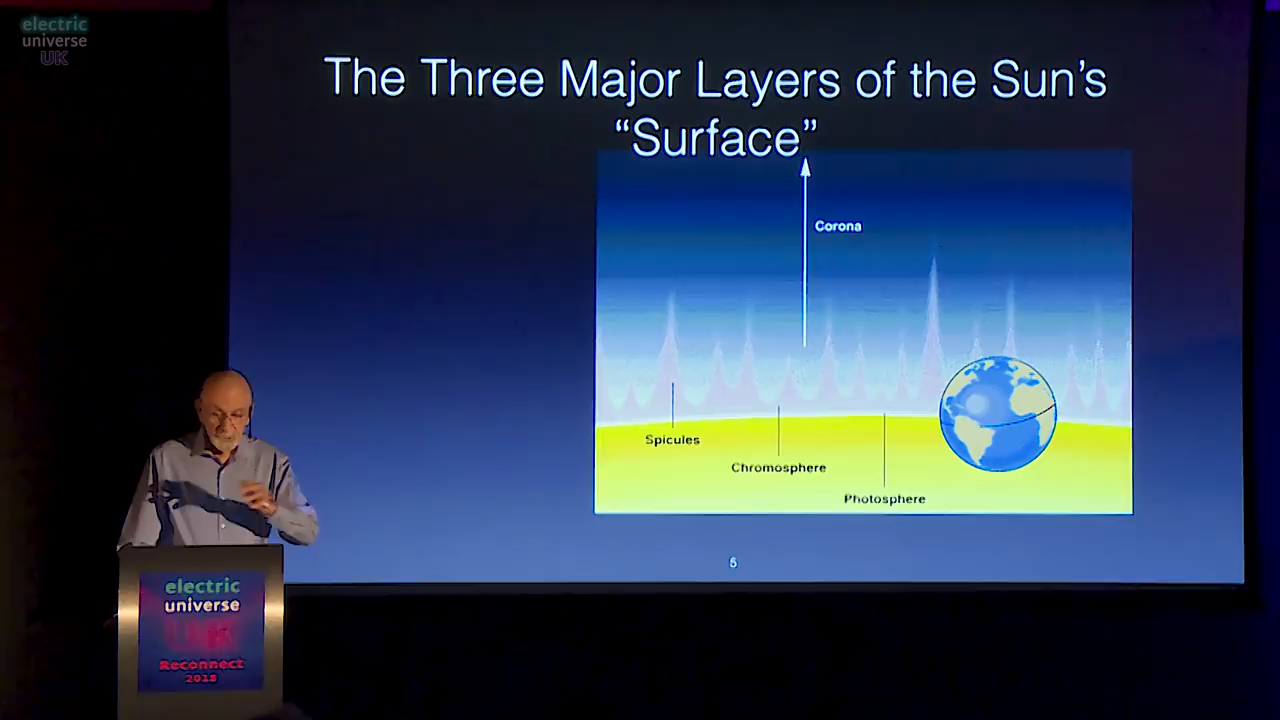 electric
universe
UK
The Three Major Layers of the Sun's
“Surface”
Corona
Spicules
Chromosphere
Photosphere
5
electric
universe
UK
Reconnect
2018